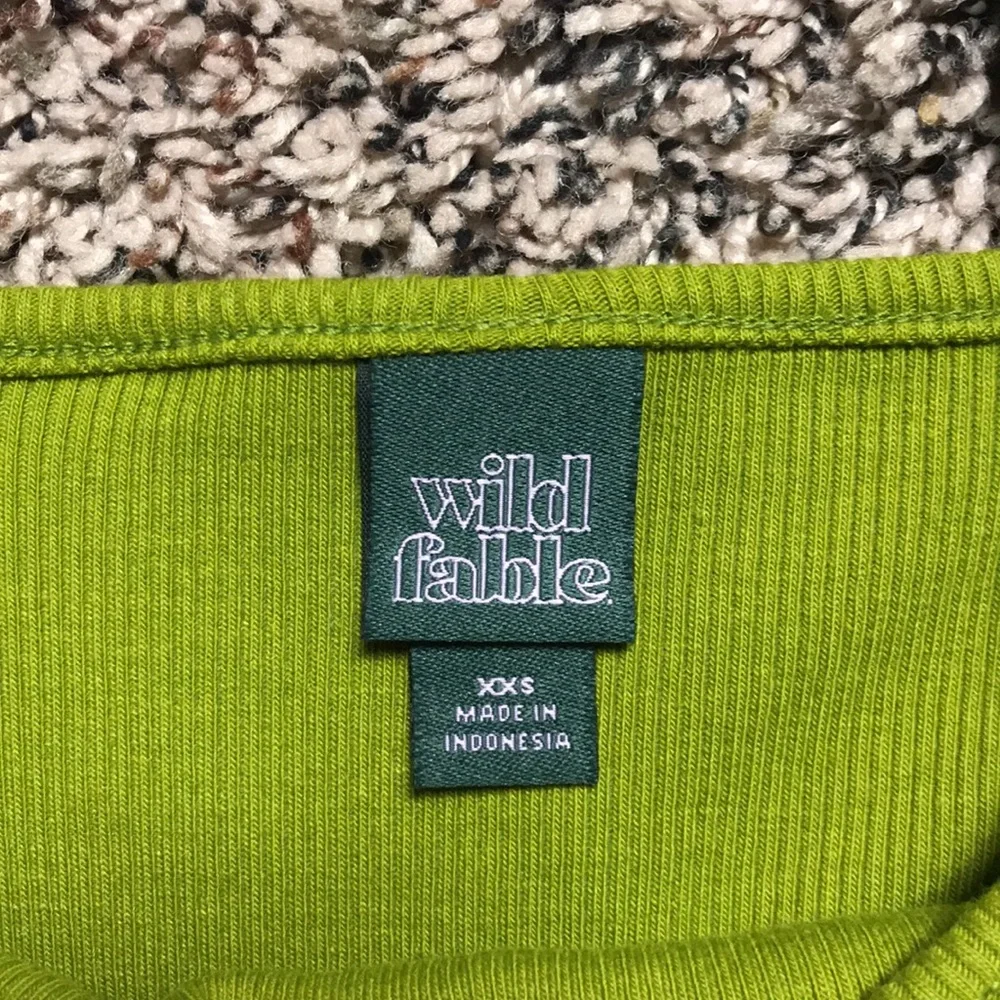 wild
fable.
XXS
MADE IN
INDONESIA